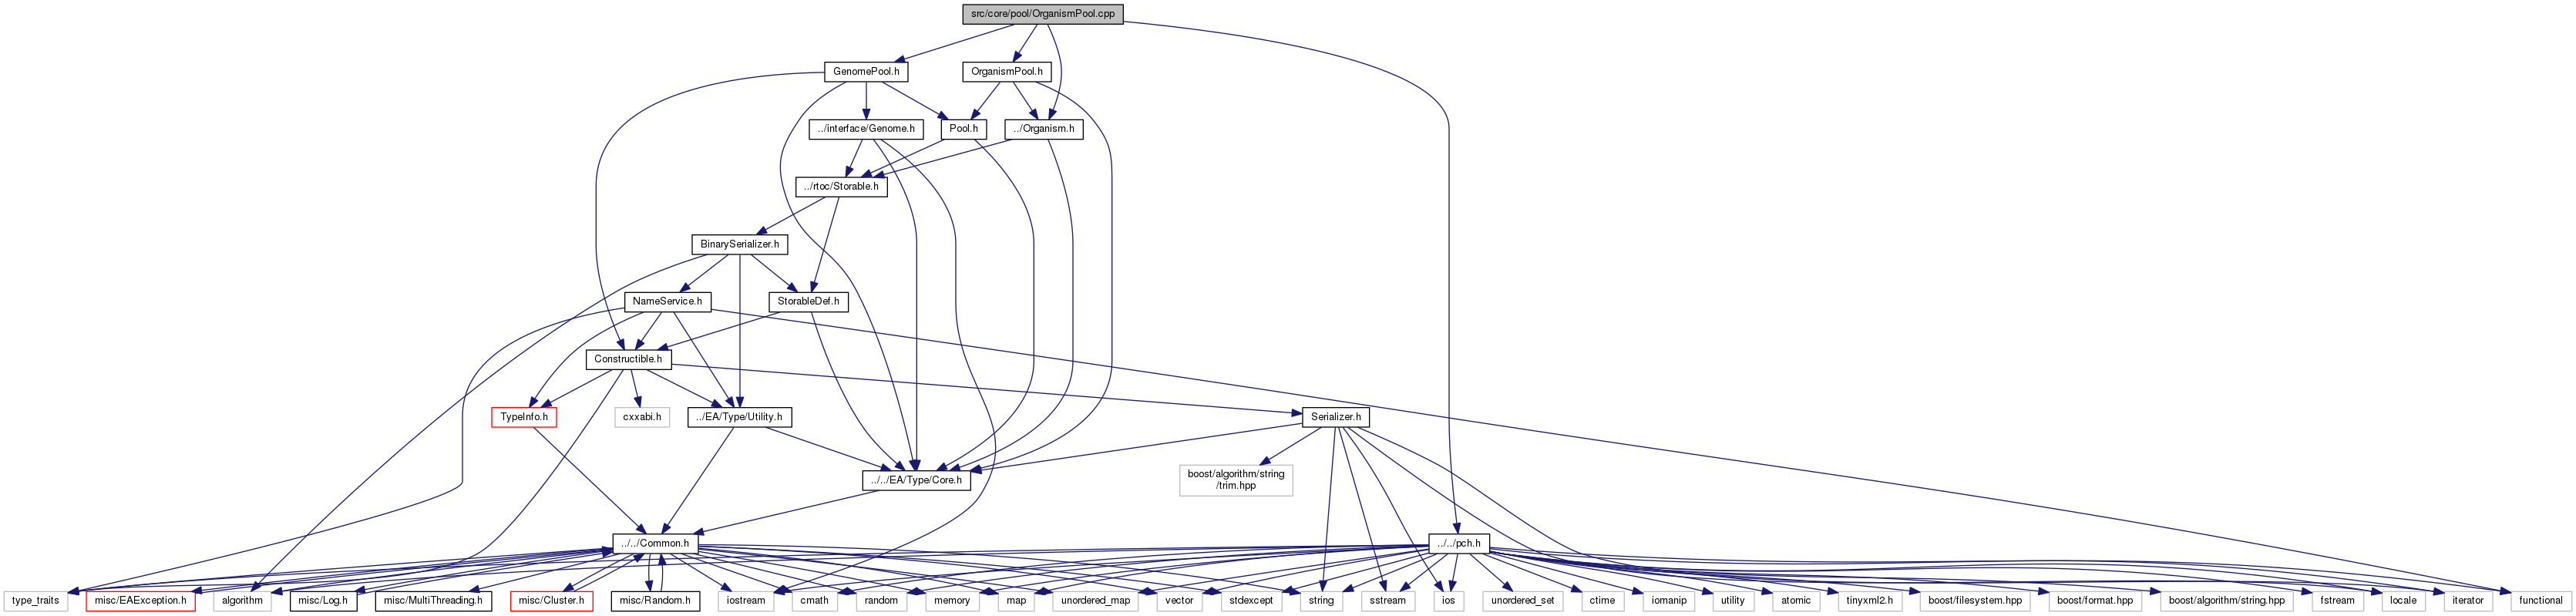 src/core/pool/OrganismPool.cpp
GenomePool.h
OrganismPool.h
../interface/Genome.h
Pool.h
../Organism.h
../rtoc/Storable.h
BinarySerializer.h
NameService.h
StorableDef.h
Constructible.h
TypeInfo.h
cxxabi.h
../EA/Type/Utility.h
Serializer.h
boost/algorithm/string
/trim.hpp
../../EA/Type/Core.h
../../Common.h
../../pch.h
type_traits
misc/EAException.h
algorithm
misc/Log.h
misc/MultiThreading.h
misc/Cluster.h
misc/Random.h
iostream
cmath
random
memory
map
unordered_map
vector
stdexcept
string
sstream
ios
unordered_set
ctime
iomanip
utility
atomic
tinyxml2.h
boost/filesystem.hpp
boost/format.hpp
boost/algorithm/string.hpp
fstream
locale
iterator
functional